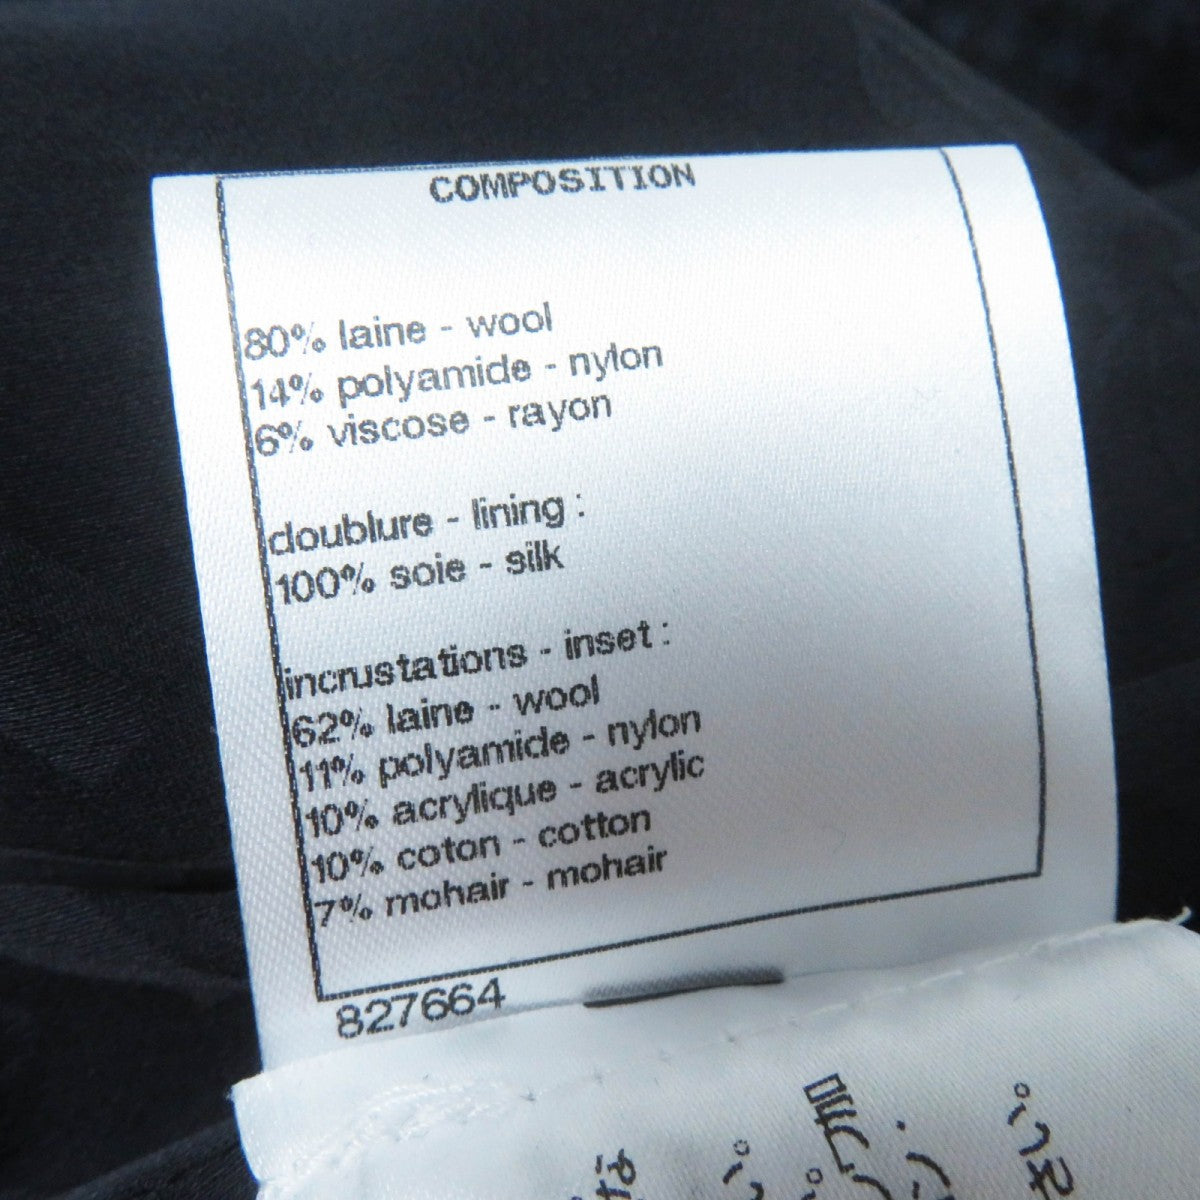 COMPOSITION
80% laine - wool
14% polyamide - nylon
6% viscose - rayon
doublure - lining :
100% soie - silk
incrustations - inset :
62% laine - wool
11% polyamide - nylon
10% acrylique - acrylic
10% coton - cotton
7% mohair - mohair
827664